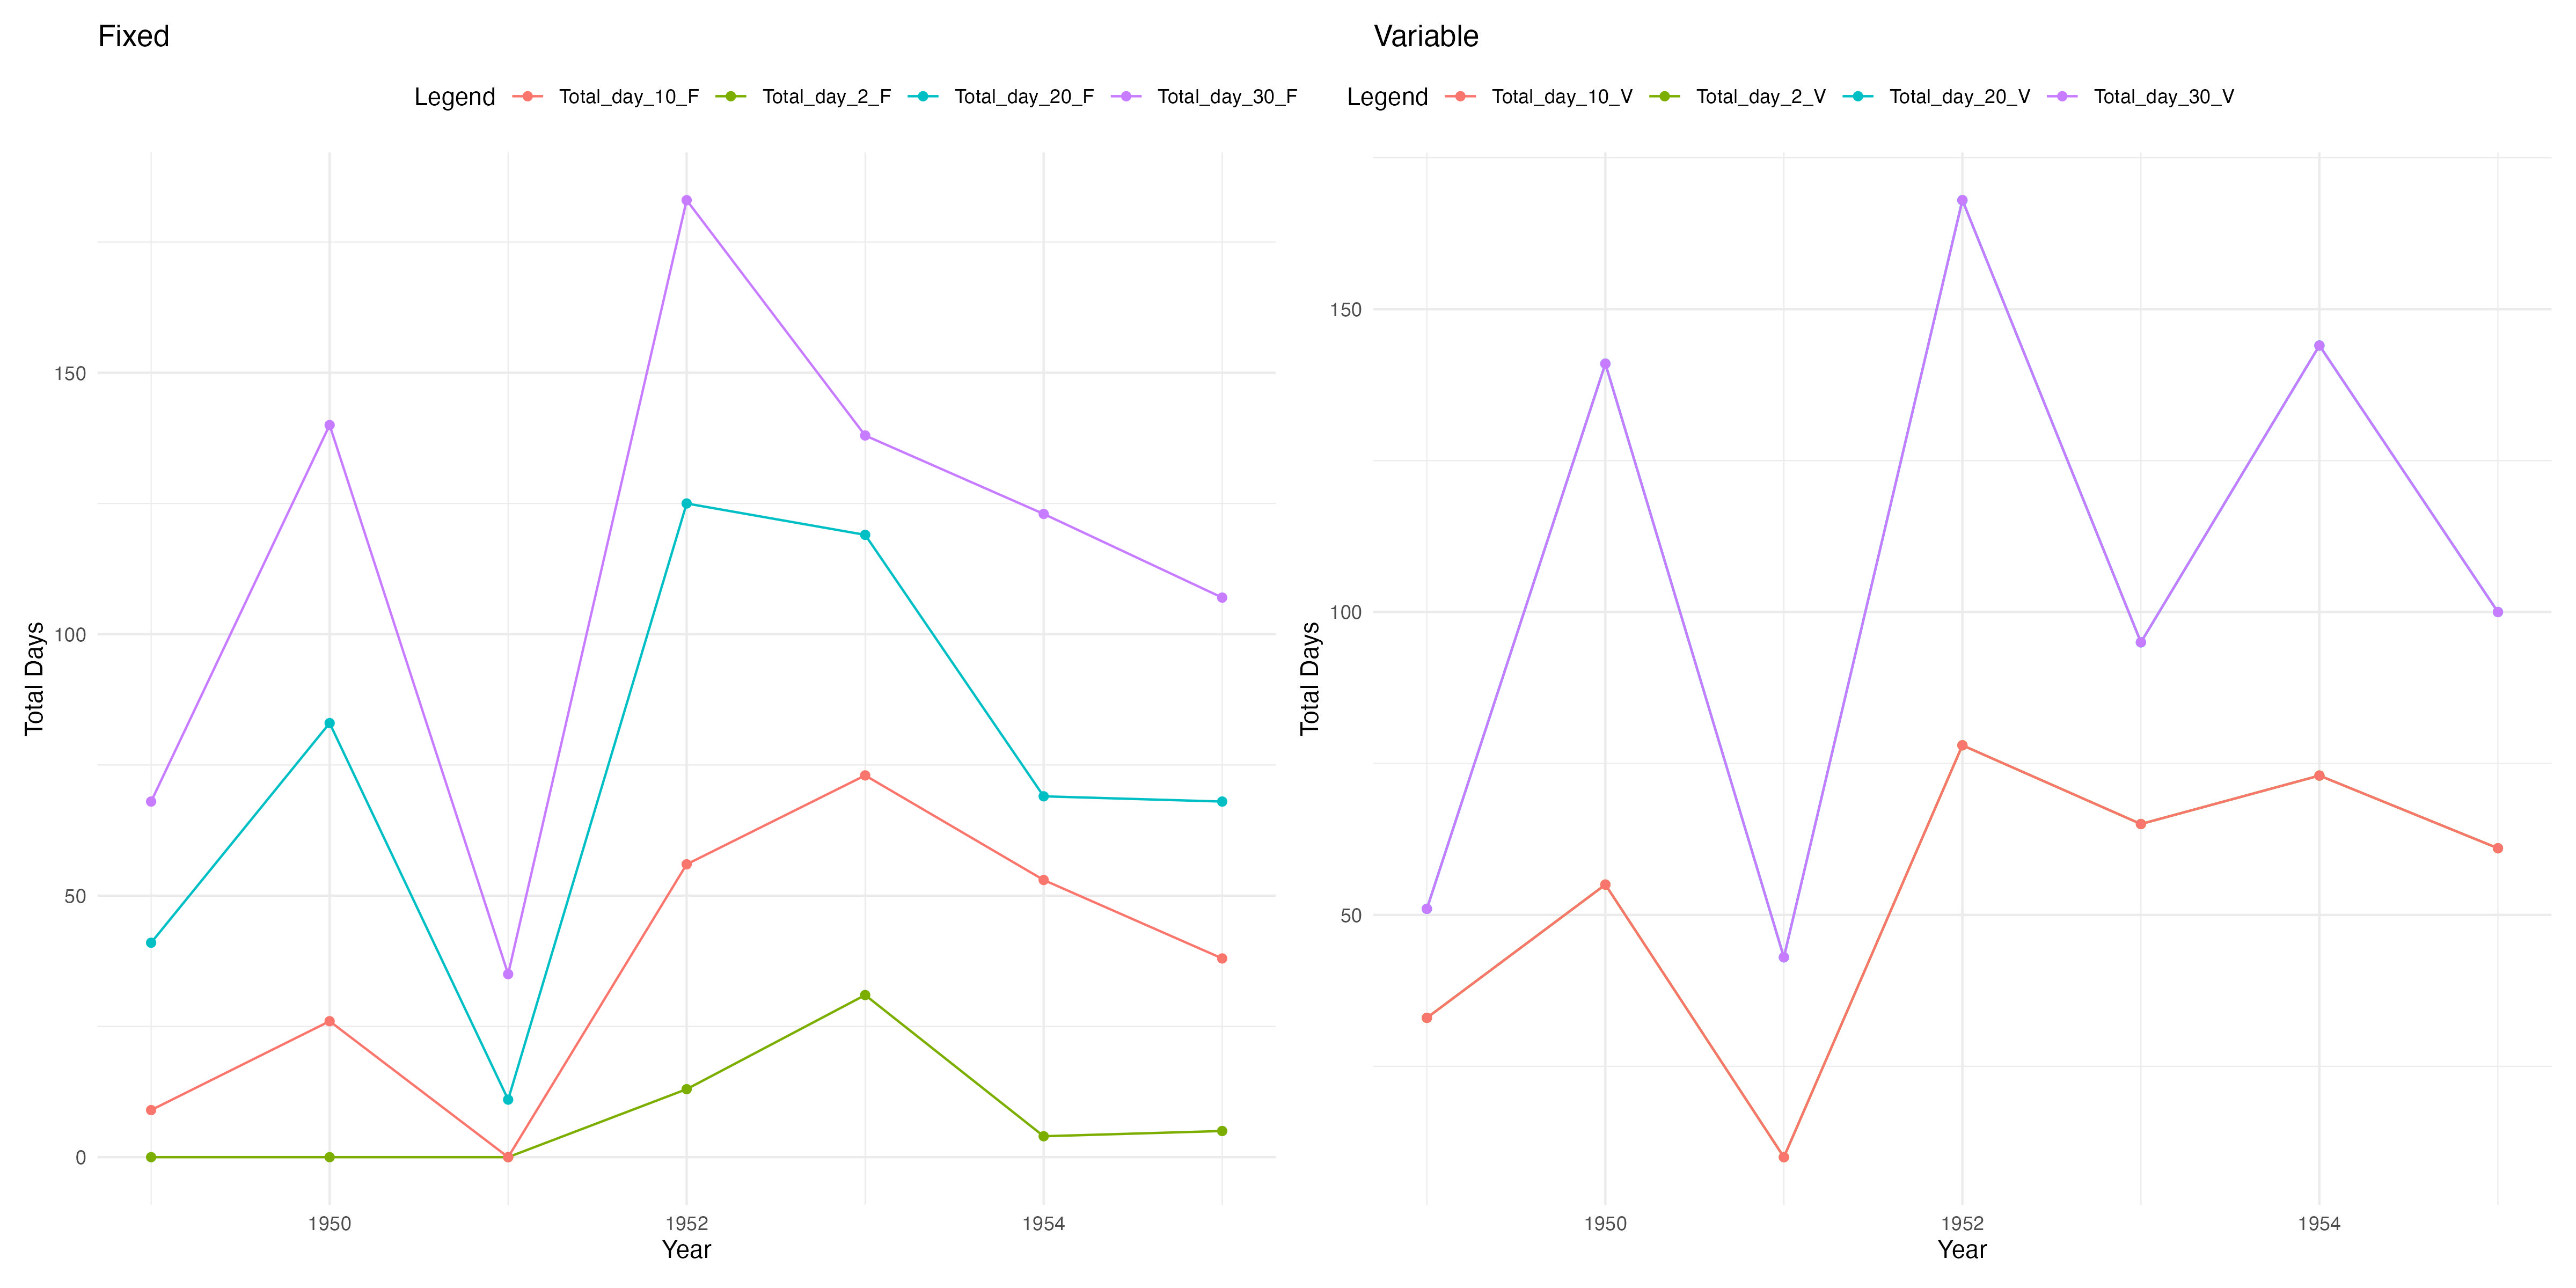 Fixed
Legend Total_day_10_F Total_day_2_F Total_day_20_F Total_day_30_F
Total Days
150
100
50
0
1950 1952 1954
Year
Variable
Legend Total_day_10_V Total_day_2_V Total_day_20_V Total_day_30_V
Total Days
150
100
50
1950 1952 1954
Year